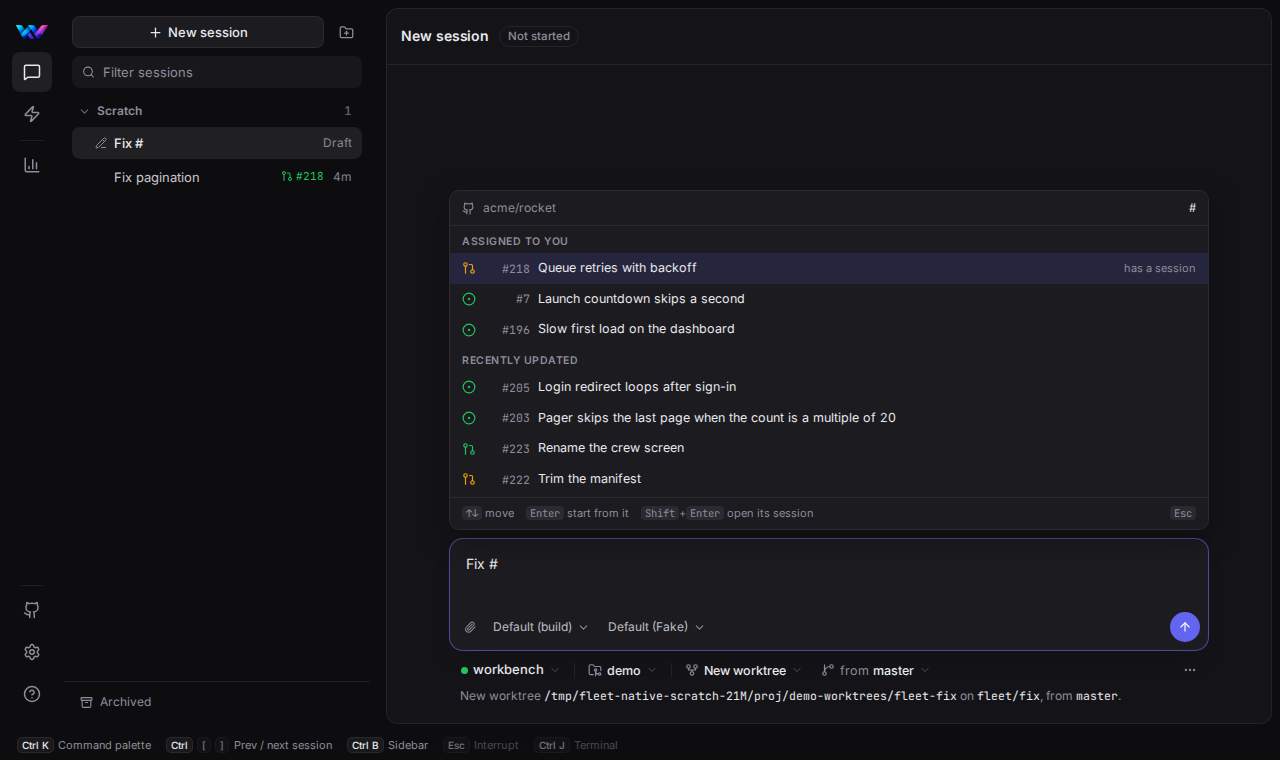 New session
Filter sessions
Scratch 1
Fix # Draft
Fix pagination #218 4m
Archived
New session Not started
acme/rocket #
ASSIGNED TO YOU
#218 Queue retries with backoff has a session
#7 Launch countdown skips a second
#196 Slow first load on the dashboard
RECENTLY UPDATED
#205 Login redirect loops after sign-in
#203 Pager skips the last page when the count is a multiple of 20
#223 Rename the crew screen
#222 Trim the manifest
↑↓ move Enter start from it Shift+Enter open its session Esc
Fix #
Default (build) Default (Fake)
workbench demo New worktree from master ...
New worktree /tmp/fleet-native-scratch-21M/proj/demo-worktrees/fleet-fix on fleet/fix, from master.
Ctrl K Command palette Ctrl [ ] Prev / next session Ctrl B Sidebar Esc Interrupt Ctrl J Terminal